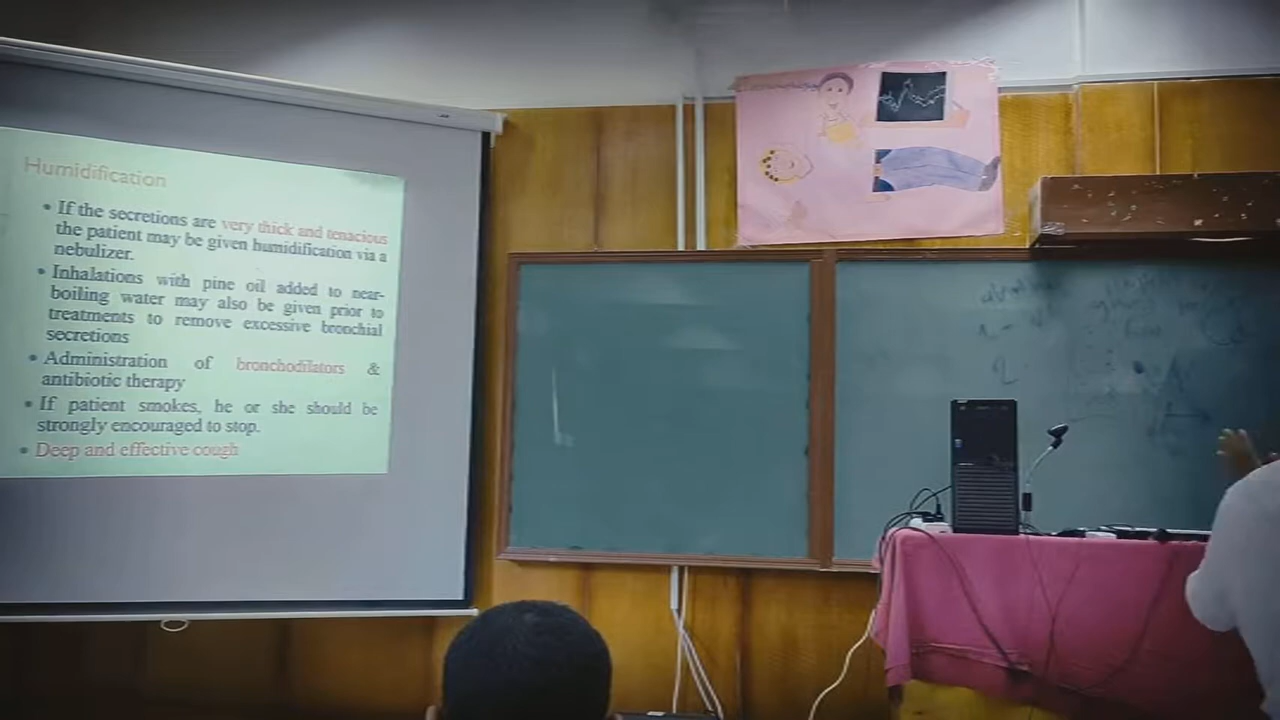 Humidification
• If the secretions are very thick and tenacious
the patient may be given humidification via a
nebulizer.
• Inhalations with pine oil added to near-
boiling water may also be given prior to
treatments to remove excessive bronchial
secretions
• Administration of bronchodilators &
antibiotic therapy
• If patient smokes, he or she should be
strongly encouraged to stop.
• Deep and effective cough